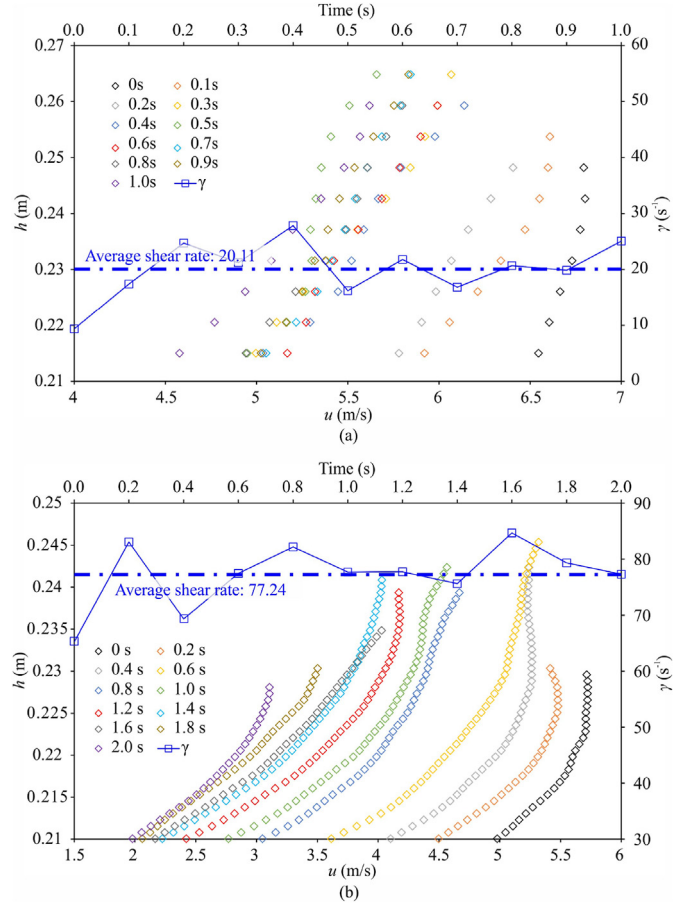 Time (s)
0.0 0.1 0.2 0.3 0.4 0.5 0.6 0.7 0.8 0.9 1.0
0.27 60
0.26 50
0s 0.1s
0.2s 0.3s
0.4s 0.5s
0.25 40
0.6s 0.7s
0.8s 0.9s
1.0s γ
h (m)
0.24 30
γ (s⁻¹)
Average shear rate: 20.11
0.23 20
0.22 10
0.21 0
4 4.5 5 5.5 6 6.5 7
u (m/s)
(a)
Time (s)
0.0 0.2 0.4 0.6 0.8 1.0 1.2 1.4 1.6 1.8 2.0
0.25 90
0.245 80
0.24
Average shear rate: 77.24
70
0.235
0 s 0.2 s
0.4 s 0.6 s
0.23 60
h (m)
γ (s⁻¹)
0.8 s 1.0 s
1.2 s 1.4 s
0.225 50
1.6 s 1.8 s
2.0 s γ
0.22
40
0.215
0.21 30
1.5 2 2.5 3 3.5 4 4.5 5 5.5 6
u (m/s)
(b)